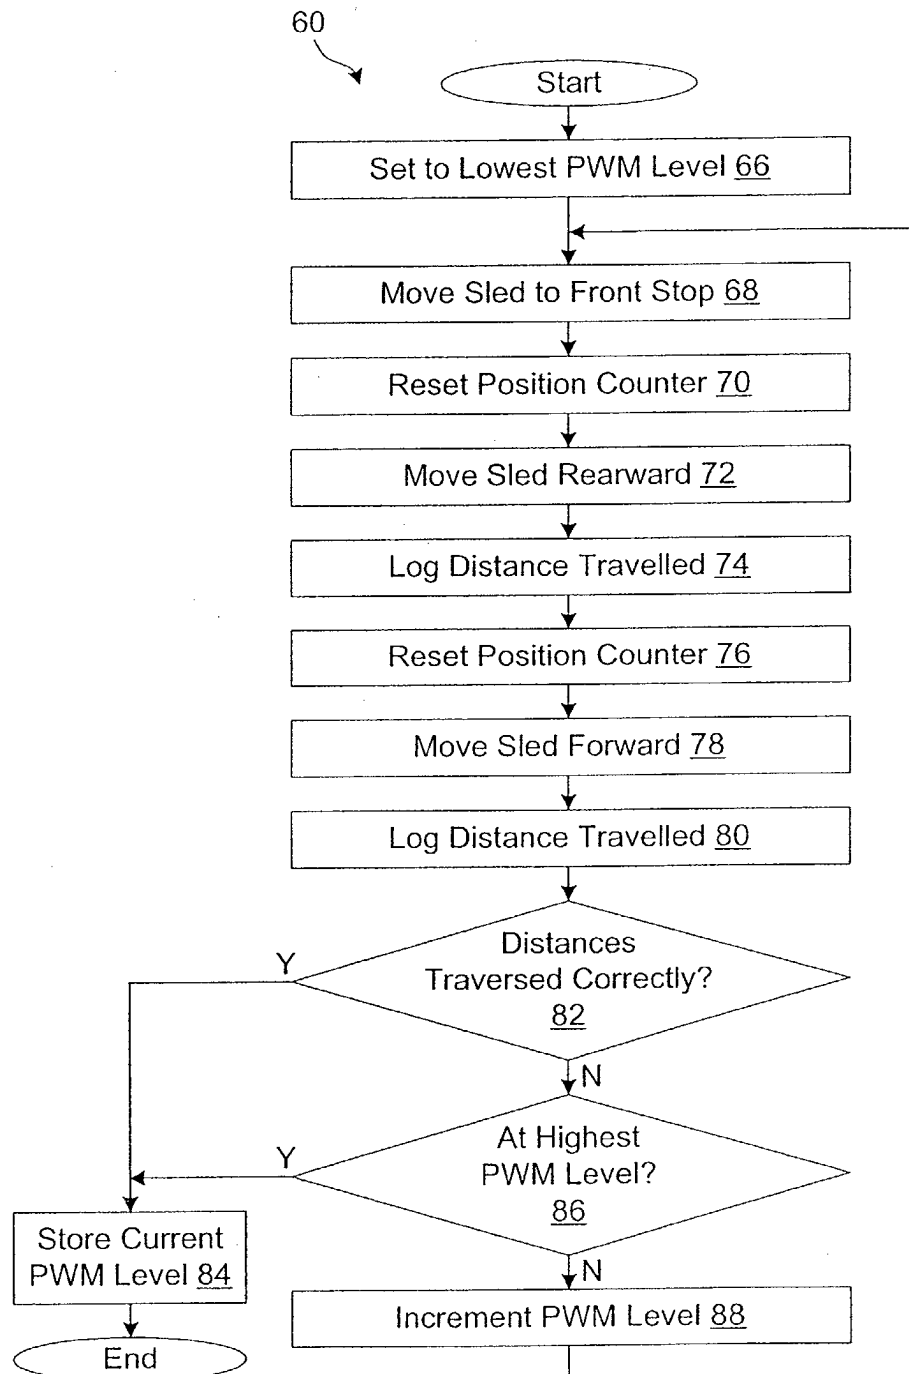 60
Start
Set to Lowest PWM Level 66
Move Sled to Front Stop 68
Reset Position Counter 70
Move Sled Rearward 72
Log Distance Travelled 74
Reset Position Counter 76
Move Sled Forward 78
Log Distance Travelled 80
Distances
Traversed Correctly?
82
Y
N
At Highest
PWM Level?
86
Y
N
Store Current
PWM Level 84
Increment PWM Level 88
End